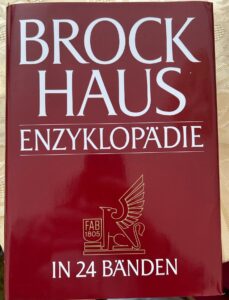 BROCK
HAUS
ENZYKLOPÄDIE
FAB
1805
IN 24 BÄNDEN